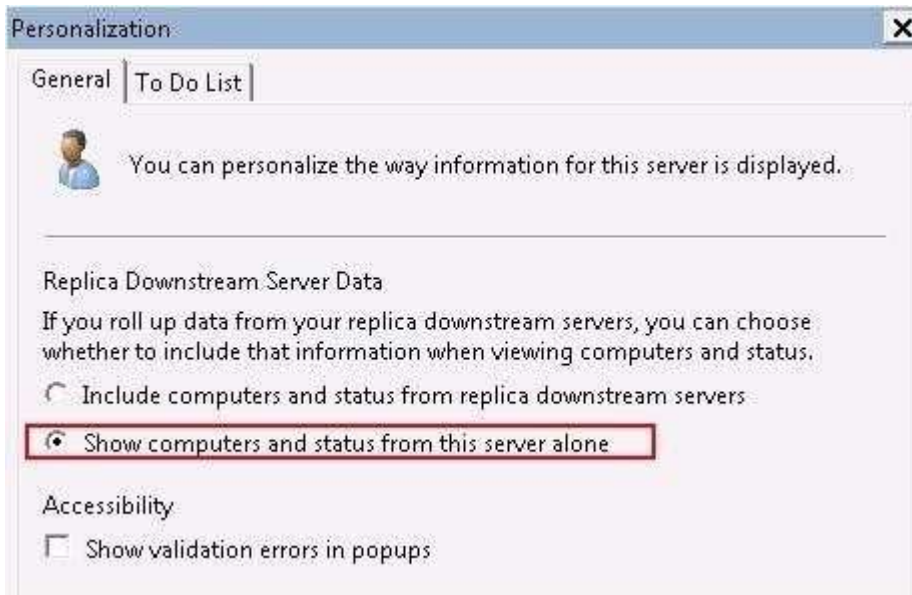 Personalization
General
To Do List
You can personalize the way information for this server is displayed.
Replica Downstream Server Data
If you roll up data from your replica downstream servers, you can choose
whether to include that information when viewing computers and status.
Include computers and status from replica downstream servers
Show computers and status from this server alone
Accessibility
Show validation errors in popups